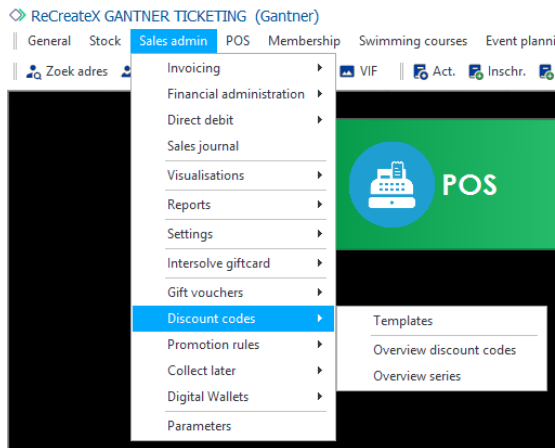 ReCreateX GANTNER TICKETING (Gantner)
General Stock Sales admin POS Membership Swimming courses Event planni
Zoek adres VIF Act. Inschr.
Invoicing
Financial administration
Direct debit
Sales journal
Visualisations
Reports
Settings
Intersolve giftcard
Gift vouchers
Discount codes
Promotion rules
Collect later
Digital Wallets
Parameters
POS
Templates
Overview discount codes
Overview series